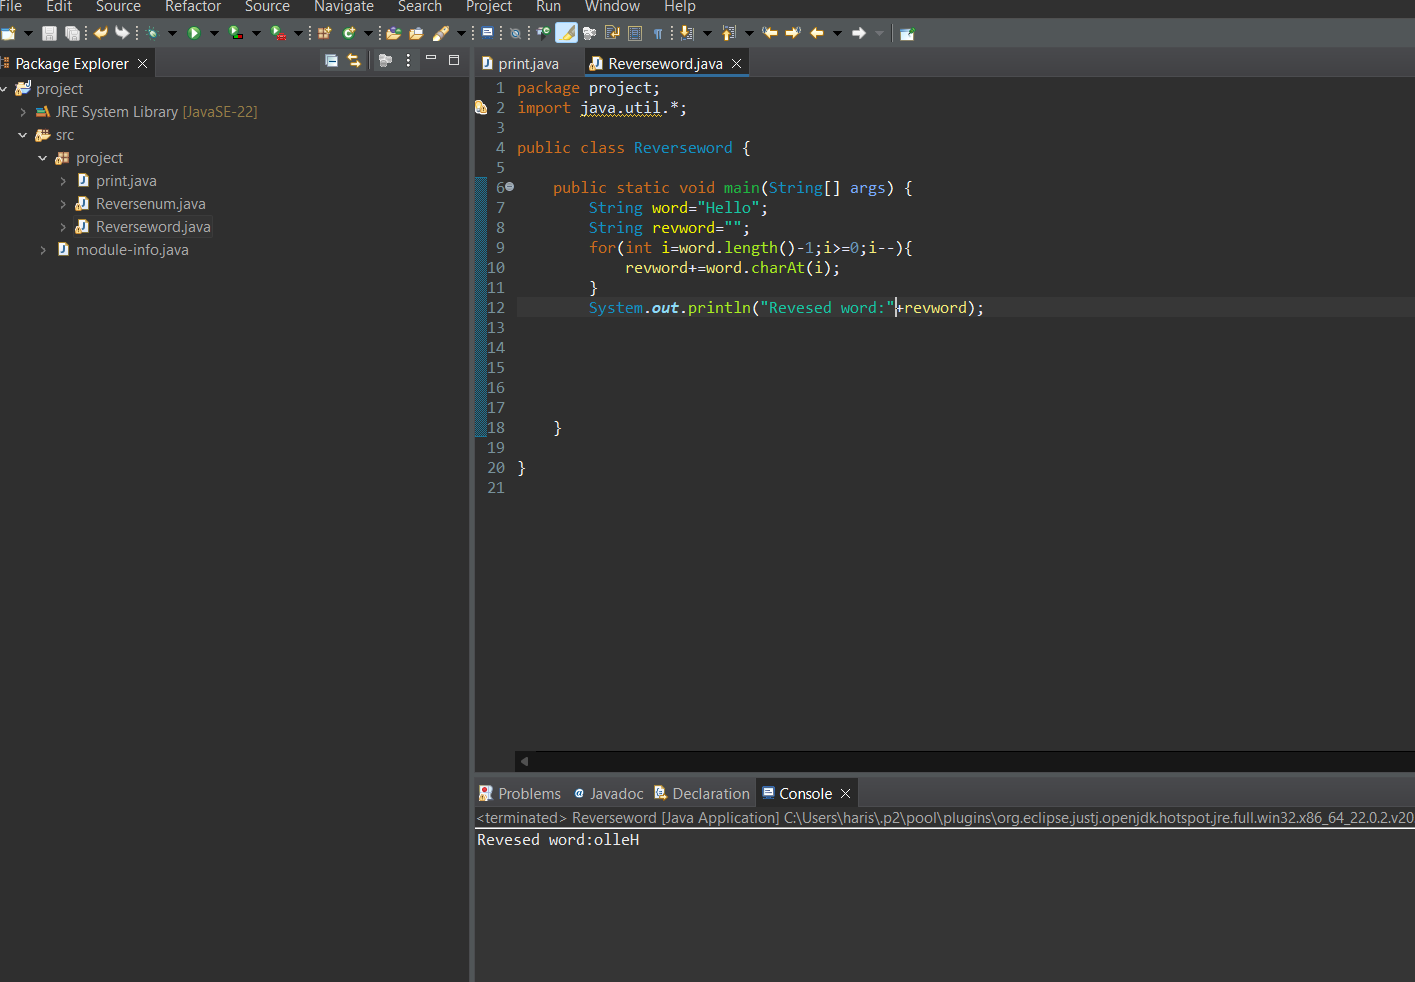 File Edit Source Refactor Source Navigate Search Project Run Window Help
Package Explorer
project
JRE System Library [JavaSE-22]
src
project
print.java
Reversenum.java
Reverseword.java
module-info.java
print.java Reverseword.java
1 package project;
2 import java.util.*;
3
4 public class Reverseword {
5
6 public static void main(String[] args) {
7 String word="Hello";
8 String revword="";
9 for(int i=word.length()-1;i>=0;i--){
10 revword+=word.charAt(i);
11 }
12 System.out.println("Revesed word:"+revword);
13
14
15
16
17
18 }
19
20 }
21
Problems Javadoc Declaration Console
<terminated> Reverseword [Java Application] C:\Users\haris\.p2\pool\plugins\org.eclipse.justj.openjdk.hotspot.jre.full.win32.x86_64_22.0.2.v20
Revesed word:olleH